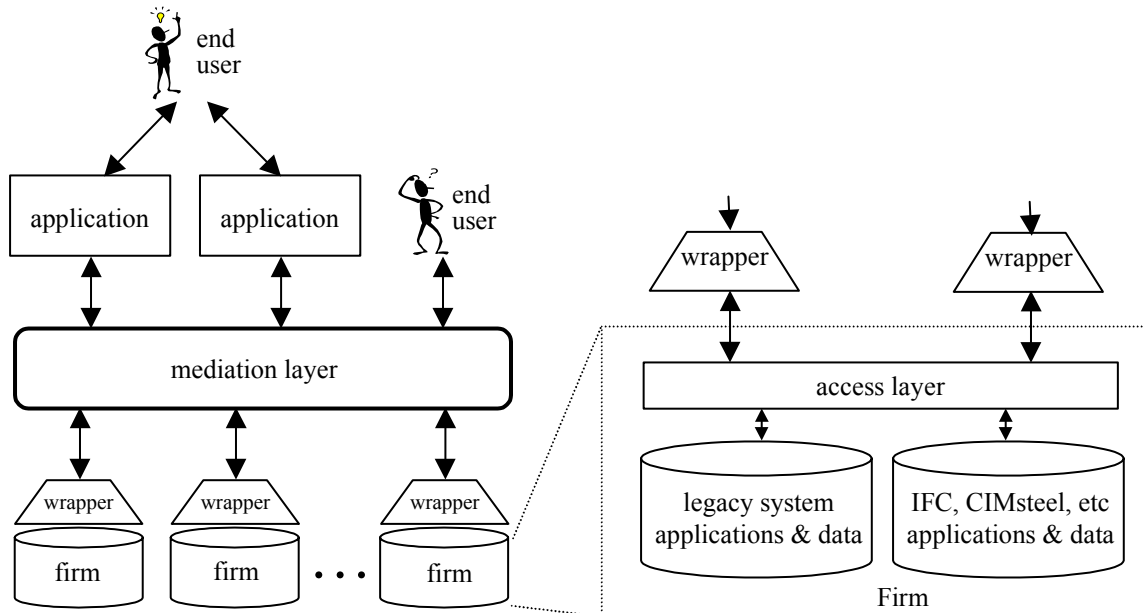 end
user
application
application
?
end
user
mediation layer
wrapper
wrapper
wrapper
firm
firm
• • •
firm
wrapper
wrapper
access layer
legacy system
applications & data
IFC, CIMsteel, etc
applications & data
Firm